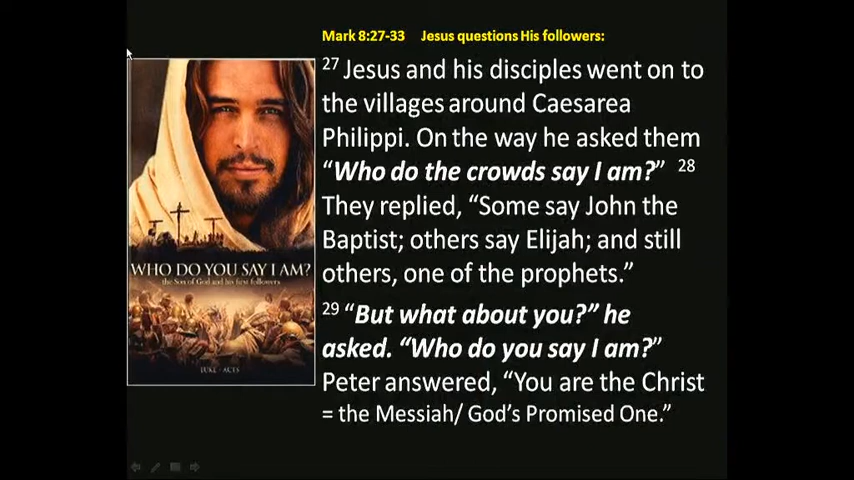 Mark 8:27-33 Jesus questions His followers:
27 Jesus and his disciples went on to
the villages around Caesarea
Philippi. On the way he asked them
“Who do the crowds say I am?” 28
They replied, “Some say John the
Baptist; others say Elijah; and still
others, one of the prophets.”
29 “But what about you?” he
asked. “Who do you say I am?”
Peter answered, “You are the Christ
= the Messiah/ God’s Promised One.”
WHO DO YOU SAY I AM?
the Son of God and his first followers
LUKE - ACTS